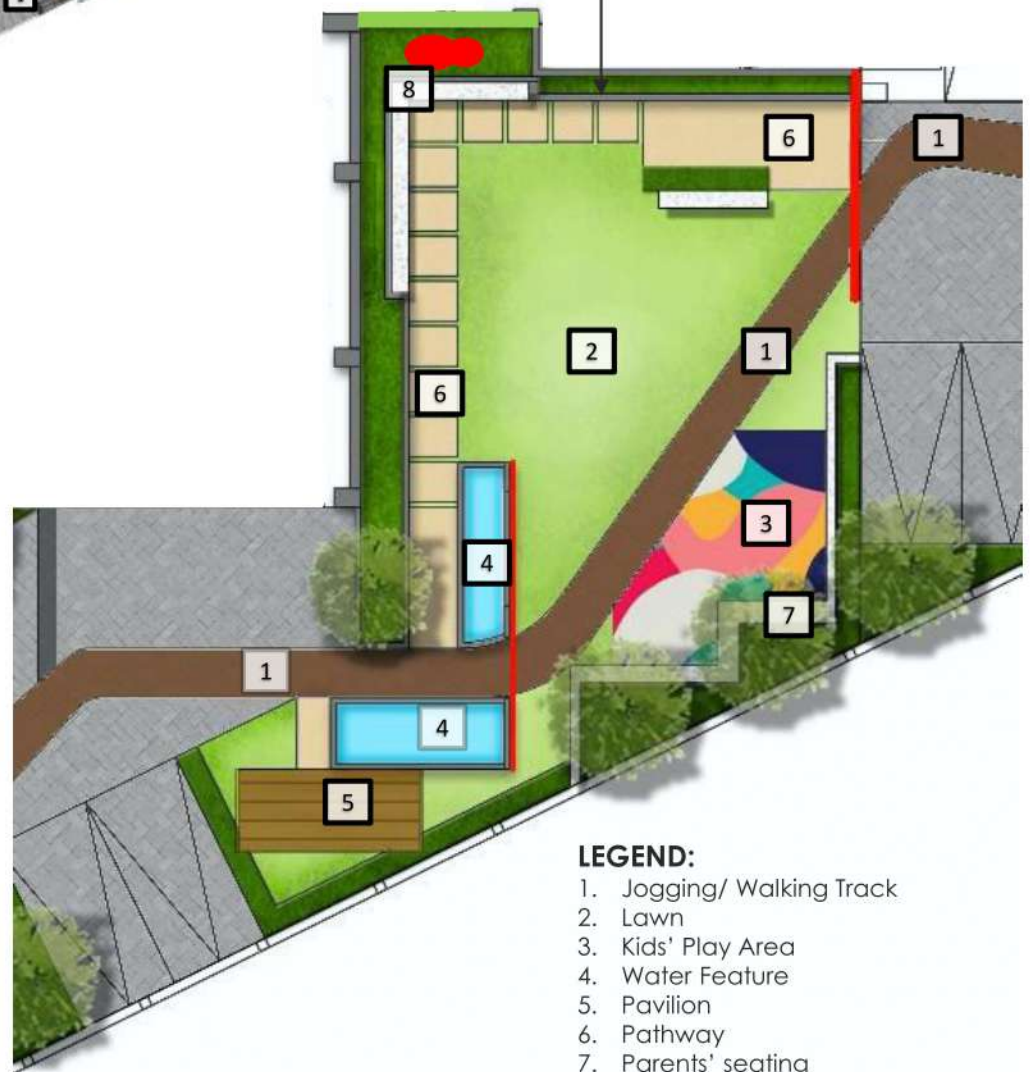 8
6
1
2
1
6
3
4
7
1
4
5
LEGEND:
1. Jogging/ Walking Track
2. Lawn
3. Kids' Play Area
4. Water Feature
5. Pavilion
6. Pathway
7. Parents' seating